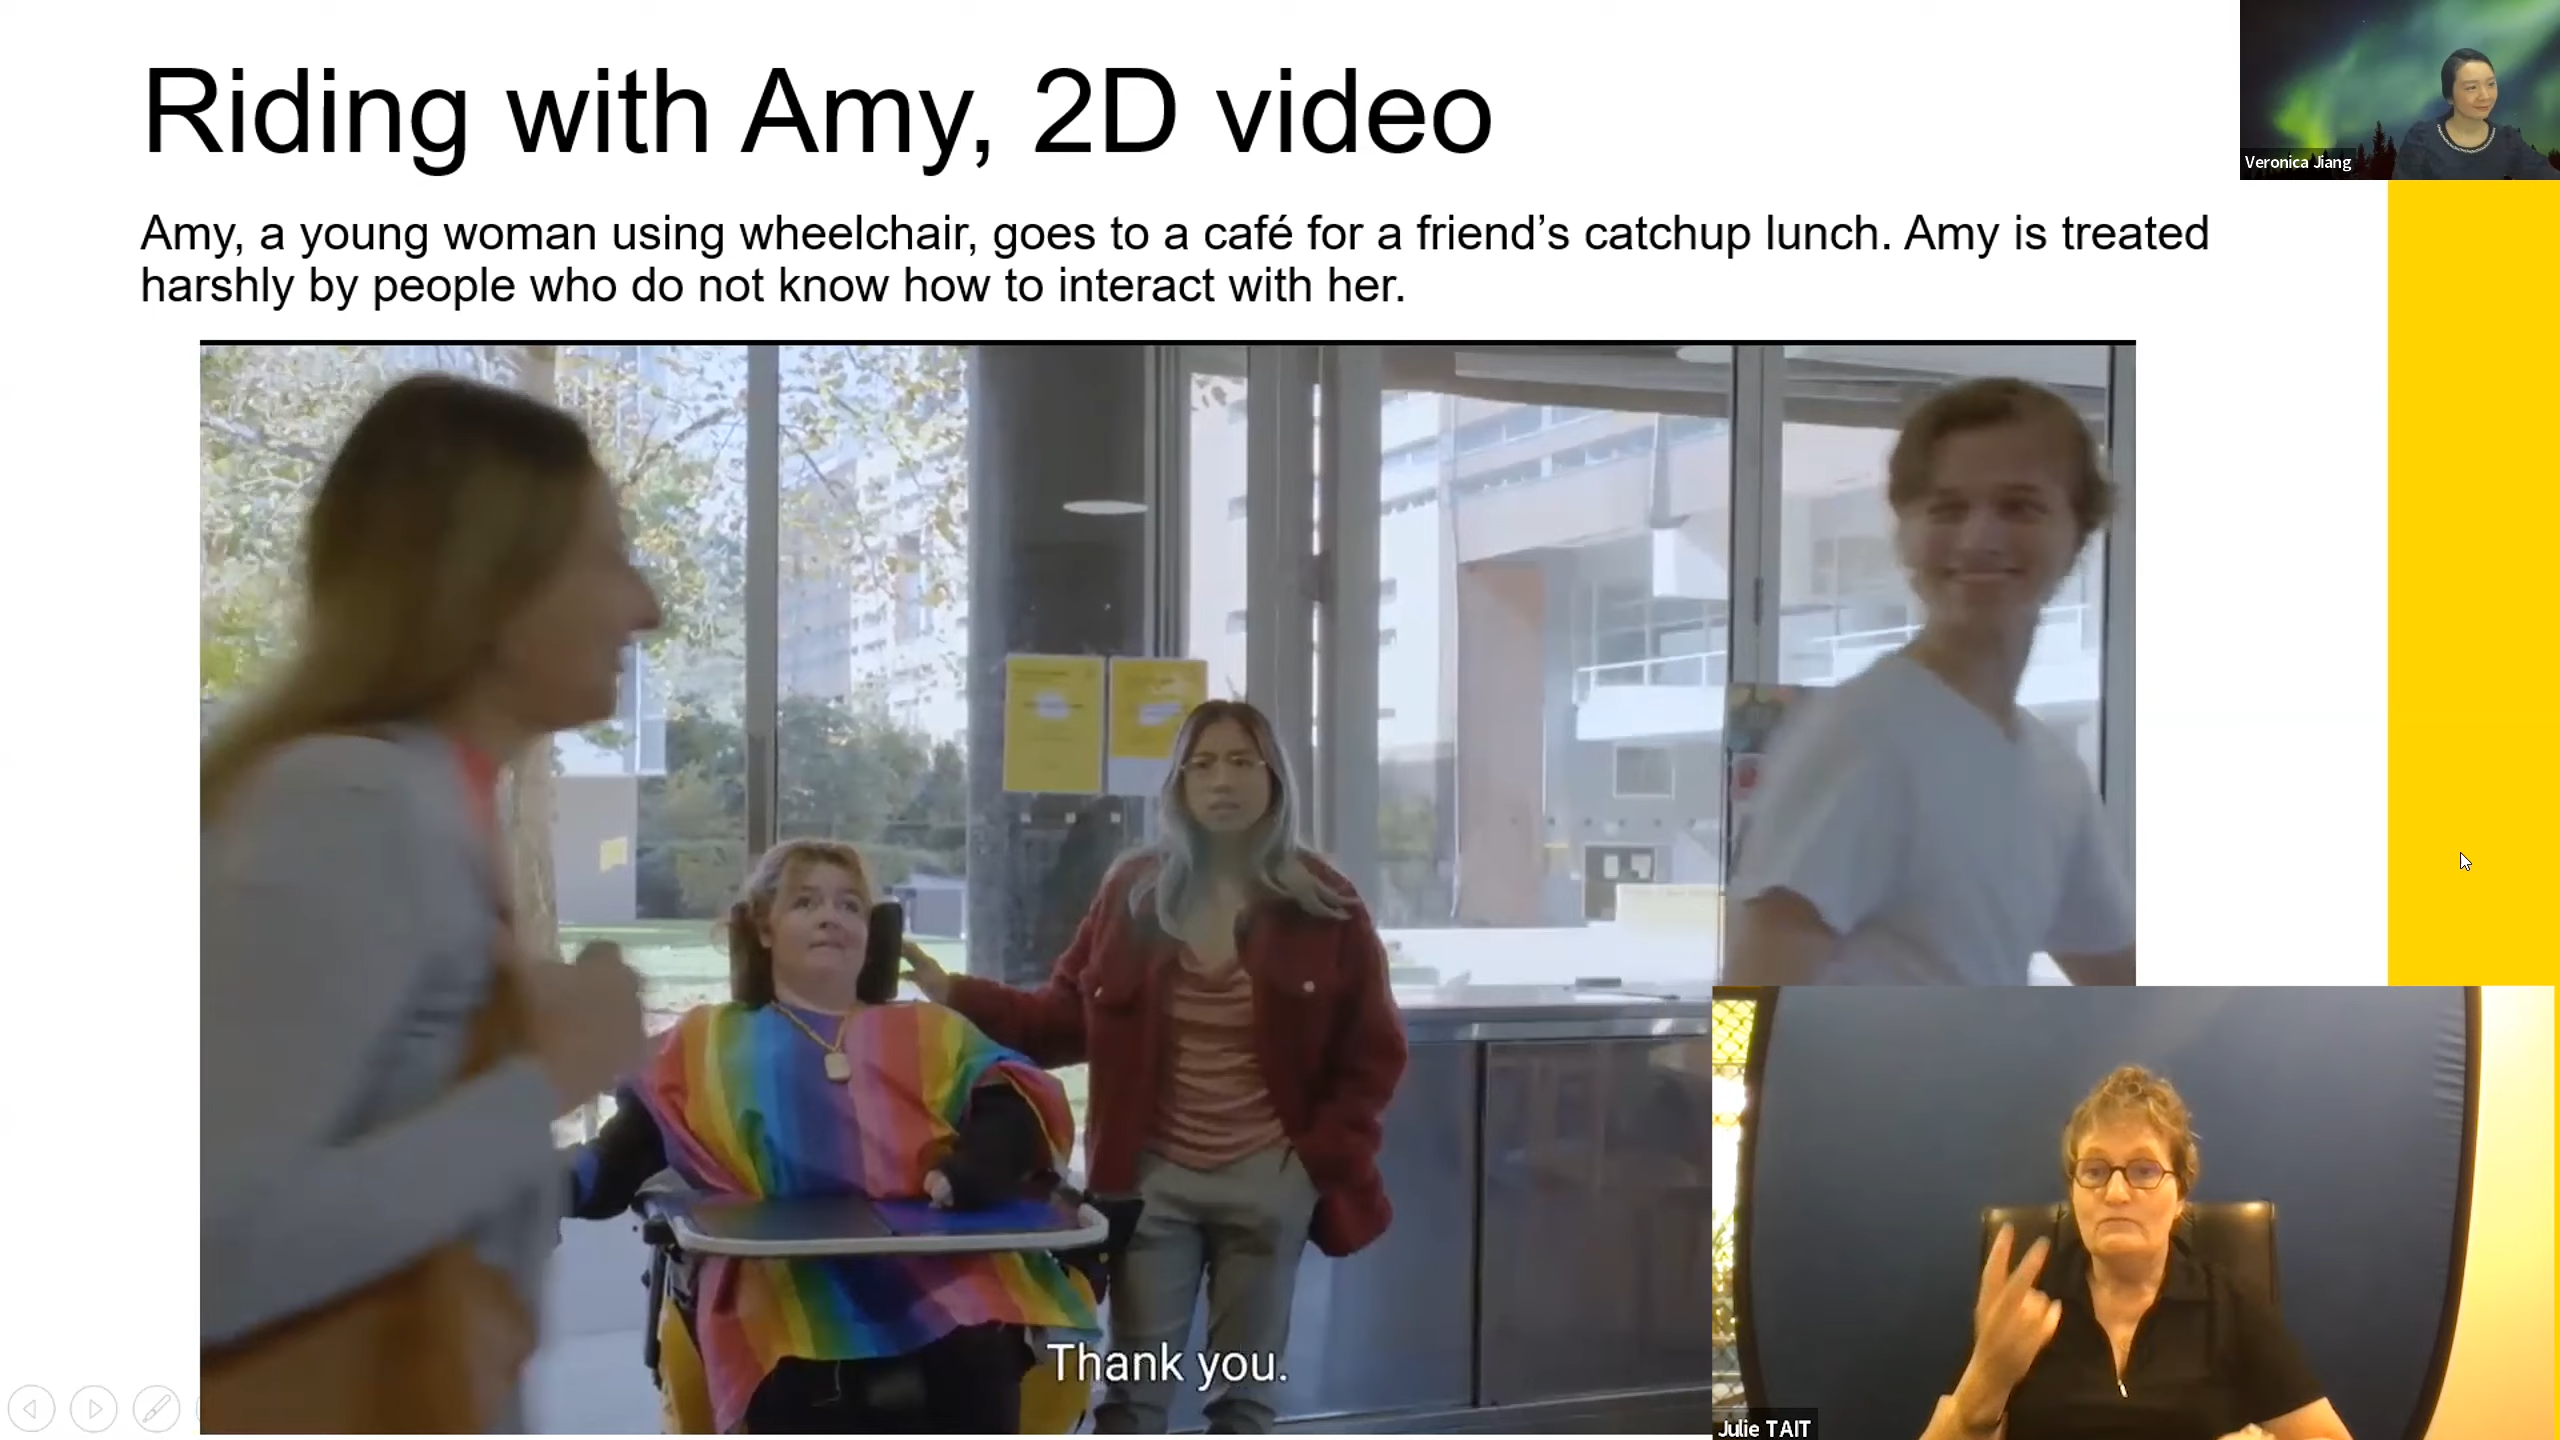 Riding with Amy, 2D video
Veronica Jiang
Amy, a young woman using wheelchair, goes to a café for a friend’s catchup lunch. Amy is treated
harshly by people who do not know how to interact with her.
Thank you.
Julie TAIT